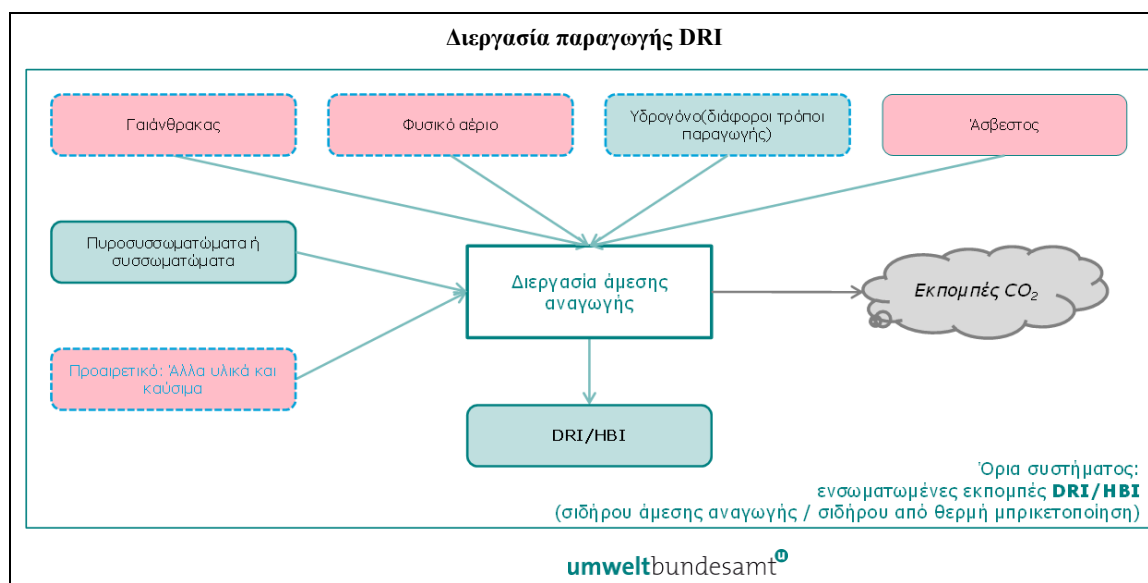 Διεργασία παραγωγής DRI
Γαιάνθρακας
Φυσικό αέριο
Υδρογόνο(διάφοροι τρόποι
παραγωγής)
Άσβεστος
Πυροσυσσωματώματα ή
συσσωματώματα
Διεργασία άμεσης
αναγωγής
Εκπομπές CO₂
Προαιρετικό: Άλλα υλικά και
καύσιμα
DRI/HBI
Όρια συστήματος:
ενσωματωμένες εκπομπές DRI/HBI
(σιδήρου άμεσης αναγωγής / σιδήρου από θερμή μπρικετοποίηση)
umweltbundesamt